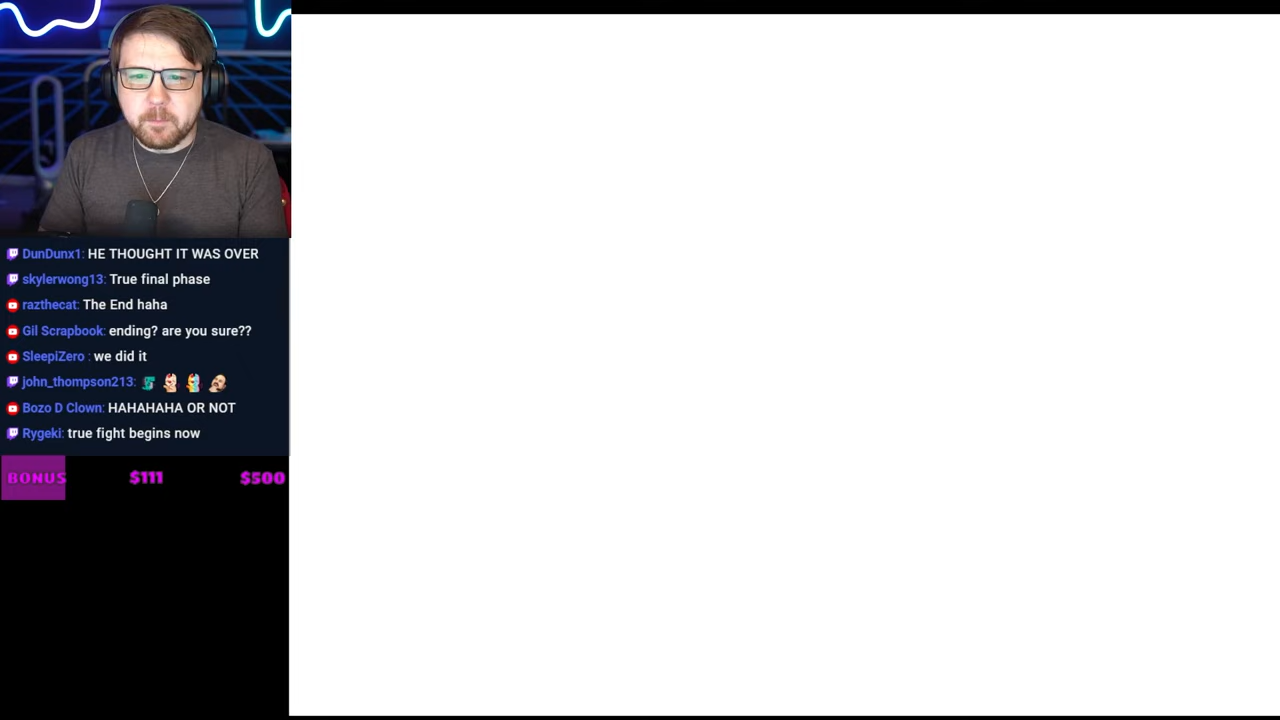 DunDunx1: HE THOUGHT IT WAS OVER
skylerwong13: True final phase
razthecat: The End haha
Gil Scrapbook: ending? are you sure??
SleepiZero : we did it
john_thompson213:
Bozo D Clown: HAHAHAHA OR NOT
Rygeki: true fight begins now
BONUS $111 $500